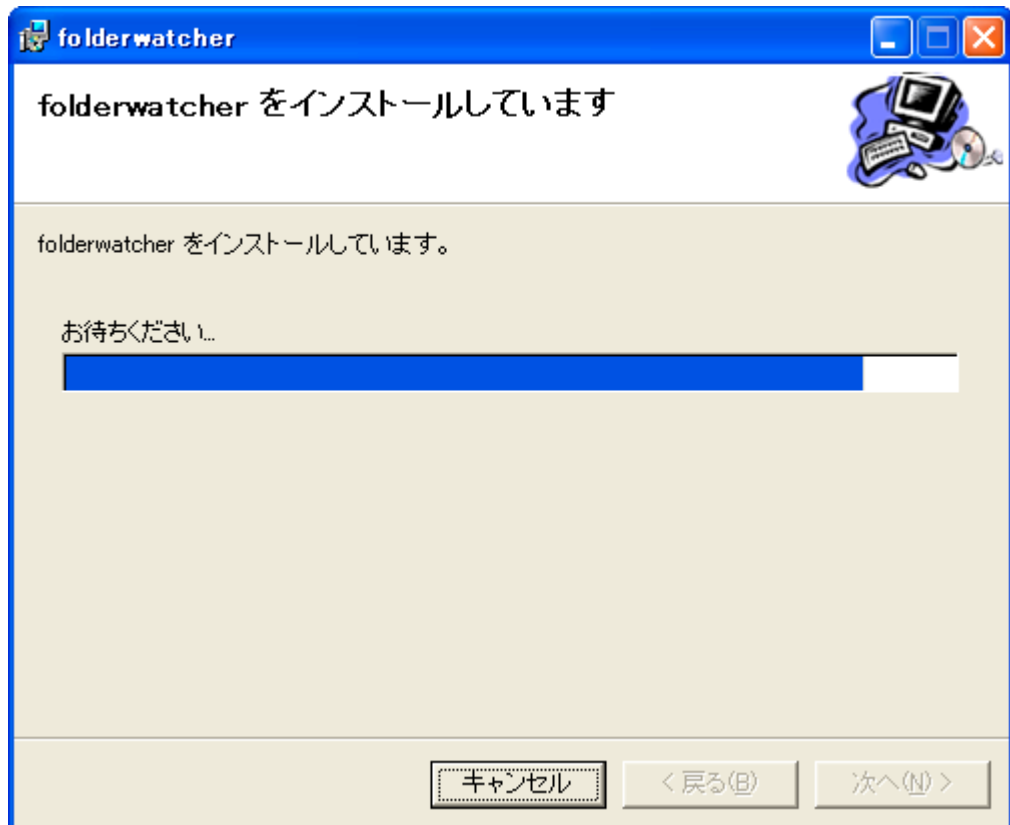 folderwatcher
folderwatcher をインストールしています
folderwatcher をインストールしています。
お待ちください...
キャンセル
< 戻る(B)
次へ(N) >